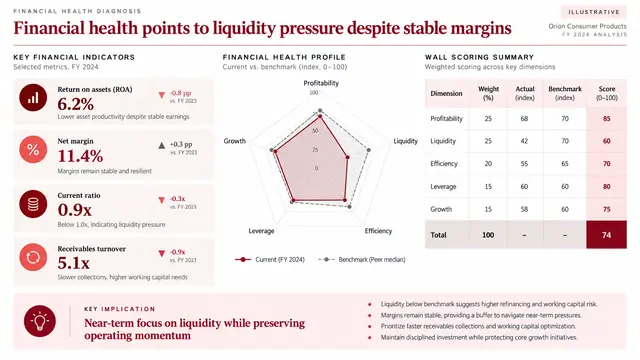 FINANCIAL HEALTH DIAGNOSIS
ILLUSTRATIVE
Financial health points to liquidity pressure despite stable margins
Orion Consumer Products
FY 2024 ANALYSIS
KEY FINANCIAL INDICATORS
Selected metrics, FY 2024
Return on assets (ROA)
6.2%
-0.8 pp
vs. FY 2023
Lower asset productivity despite stable earnings
Net margin
11.4%
+0.3 pp
vs. FY 2023
Margins remain stable and resilient
Current ratio
0.9x
-0.3x
vs. FY 2023
Below 1.0x, indicating liquidity pressure
Receivables turnover
5.1x
-0.9x
vs. FY 2023
Slower collections, higher working capital needs
FINANCIAL HEALTH PROFILE
Current vs. benchmark (Index, 0–100)
Profitability
100
75
50
25
0
Liquidity
Efficiency
Leverage
Growth
Current (FY 2024)
Benchmark (Peer median)
WALL SCORING SUMMARY
Weighted scoring across key dimensions
Dimension Weight (%) Actual (index) Benchmark (index) Score (0–100)
Profitability 25 68 70 85
Liquidity 25 42 70 60
Efficiency 20 55 65 70
Leverage 15 60 60 80
Growth 15 58 60 75
Total 100 – – 74
KEY IMPLICATION
Near-term focus on liquidity while preserving
operating momentum
• Liquidity below benchmark suggests higher refinancing and working capital risk.
• Margins remain stable, providing a buffer to navigate near-term pressures.
• Prioritize faster receivables collections and working capital optimization.
• Maintain disciplined investment while protecting core growth initiatives.